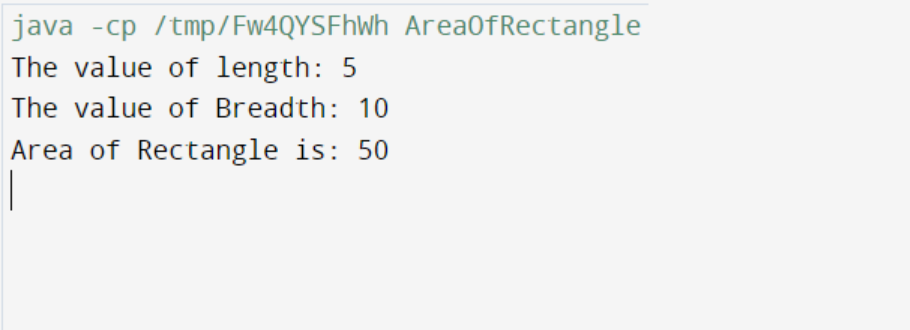 java -cp /tmp/Fw4QYSFhWh AreaOfRectangle
The value of length: 5
The value of Breadth: 10
Area of Rectangle is: 50